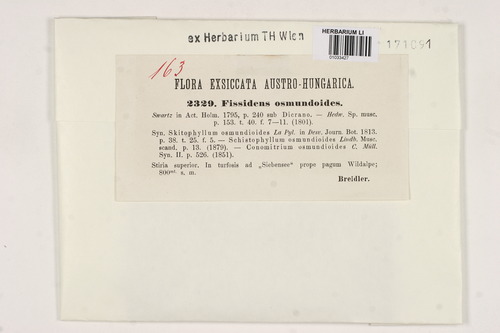 ex Herbarium TH Wien
HERBARIUM LI
01033427
171091
163
FLORA EXSICCATA AUSTRO-HUNGARICA.
2329. Fissidens osmundoides.
Swartz in Act. Holm. 1795, p. 240 sub Dicrano. — Hedw. Sp. musc.
p. 153. t. 40. f. 7—11. (1801).
Syn. Skitophyllum osmundioides La Pyl. in Desv. Journ. Bot. 1813.
p. 38. t. 25. f. 5. — Schistophyllum osmundioides Lindb. Musc.
scand. p. 13. (1879). — Conomitrium osmundioides C. Müll.
Syn. II. p. 526. (1851).
Stiria superior. In turfosis ad „Siebensee“ prope pagum Wildalpe;
800mt. s. m.
Breidler.